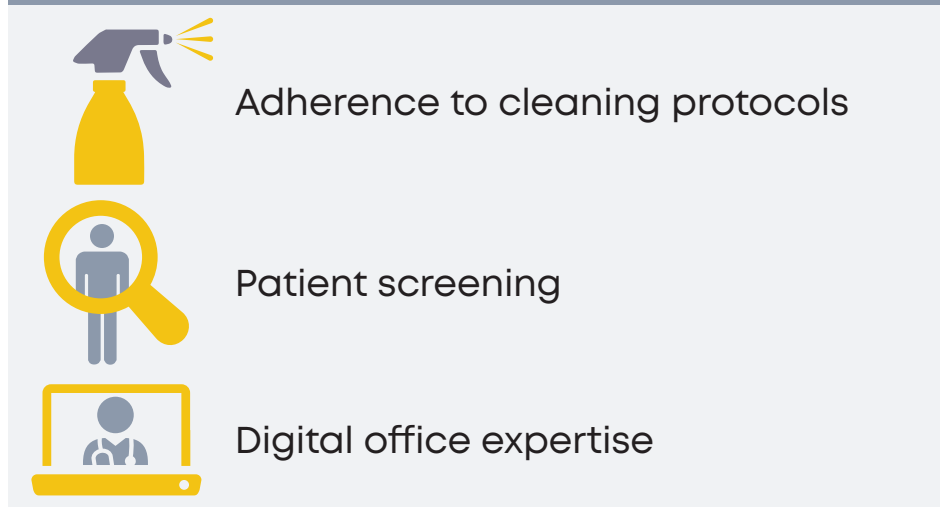 Adherence to cleaning protocols
Patient screening
Digital office expertise